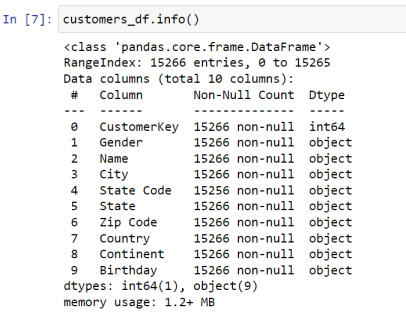 In [7]: customers_df.info()
<class 'pandas.core.frame.DataFrame'>
RangeIndex: 15266 entries, 0 to 15265
Data columns (total 10 columns):
 #   Column       Non-Null Count  Dtype
---  ------       --------------  -----
 0   CustomerKey  15266 non-null  int64
 1   Gender       15266 non-null  object
 2   Name         15266 non-null  object
 3   City         15266 non-null  object
 4   State Code   15256 non-null  object
 5   State        15266 non-null  object
 6   Zip Code     15266 non-null  object
 7   Country      15266 non-null  object
 8   Continent    15266 non-null  object
 9   Birthday     15266 non-null  object
dtypes: int64(1), object(9)
memory usage: 1.2+ MB